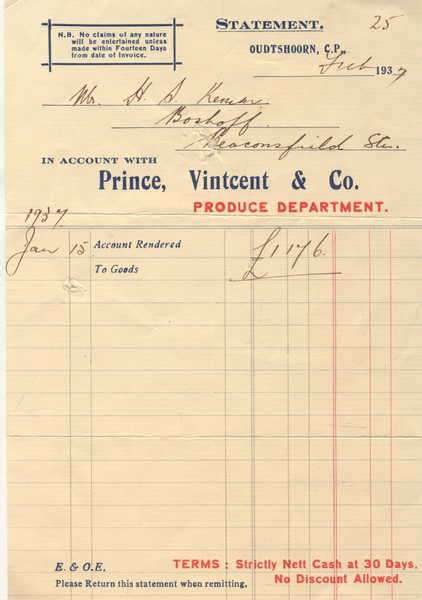 25
STATEMENT.
N.B. No claims of any nature
will be entertained unless
made within Fourteen Days
from date of Invoice.
OUDTSHOORN, C.P.,
Feb 1937
Mr. H. S.
Boshoff.
Beaconsfield Stn.
IN ACCOUNT WITH
Prince, Vintcent & Co.
PRODUCE DEPARTMENT.
1937.
Jan 15 Account Rendered £1 17 6.
To Goods
E. & O.E.
TERMS : Strictly Nett Cash at 30 Days.
No Discount Allowed.
Please Return this statement when remitting.